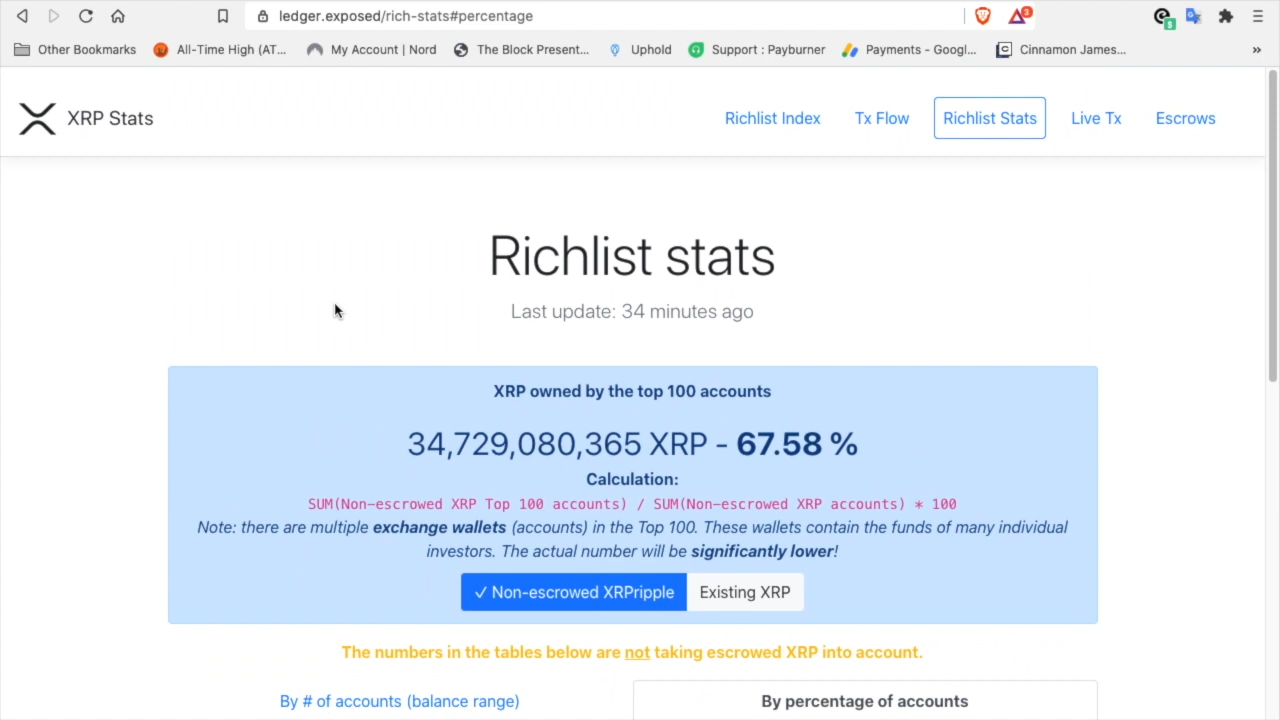 ledger.exposed/rich-stats#percentage
3
$
Other Bookmarks All-Time High (AT... My Account | Nord The Block Present... Uphold Support : Payburner Payments - Googl... Cinnamon James... »
XRP Stats Richlist Index Tx Flow Richlist Stats Live Tx Escrows
Richlist stats
Last update: 34 minutes ago
XRP owned by the top 100 accounts
34,729,080,365 XRP - 67.58 %
Calculation:
SUM(Non-escrowed XRP Top 100 accounts) / SUM(Non-escrowed XRP accounts) * 100
Note: there are multiple exchange wallets (accounts) in the Top 100. These wallets contain the funds of many individual
investors. The actual number will be significantly lower!
✓ Non-escrowed XRPripple Existing XRP
The numbers in the tables below are not taking escrowed XRP into account.
By # of accounts (balance range) By percentage of accounts